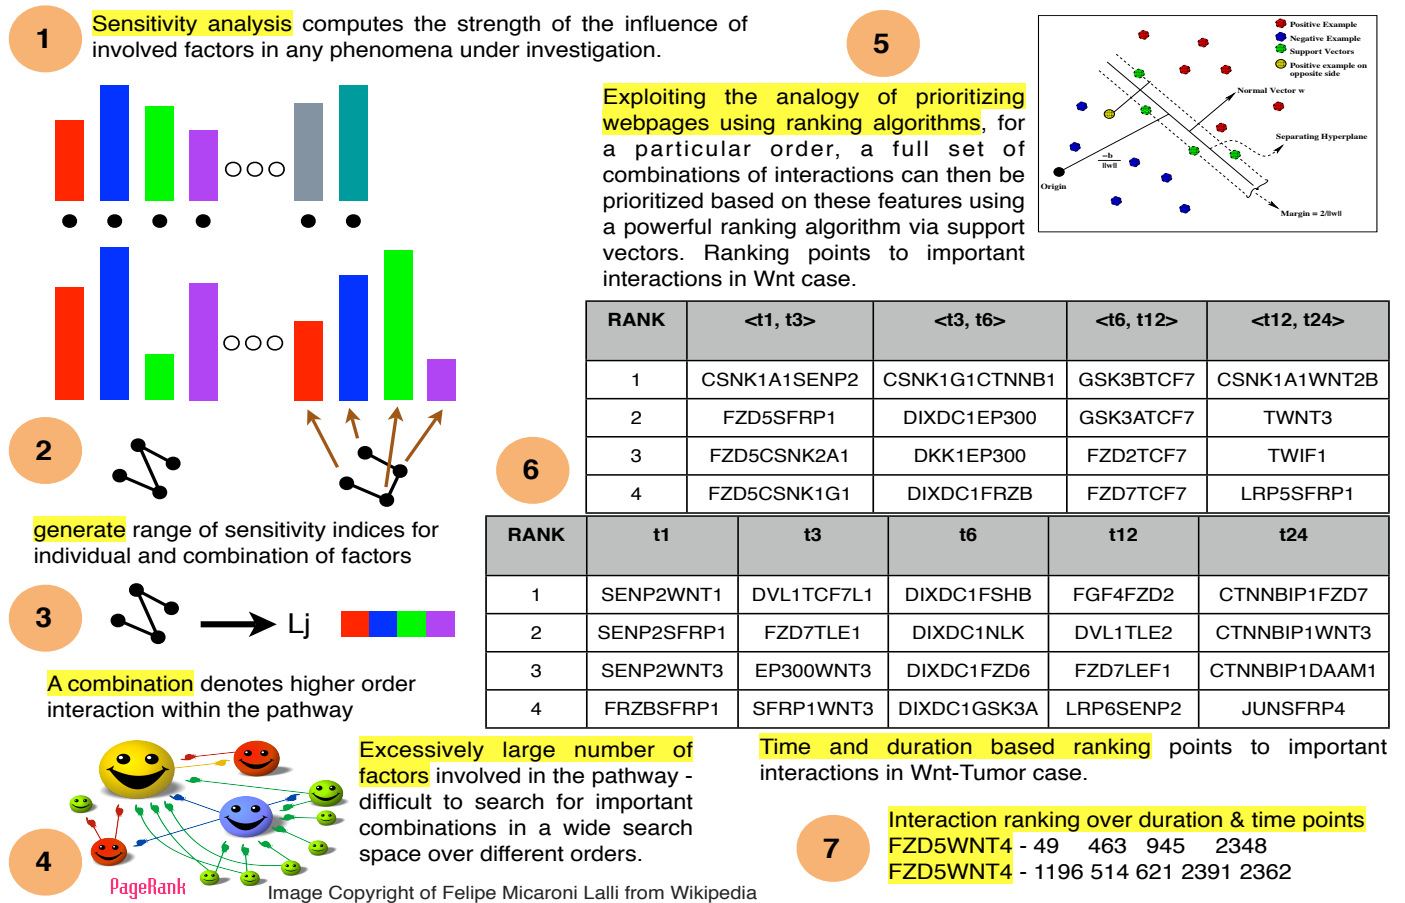 1
Sensitivity analysis computes the strength of the influence of
involved factors in any phenomena under investigation.
2
generate range of sensitivity indices for
individual and combination of factors
3
Lj
A combination denotes higher order
interaction within the pathway
4
PageRank
Excessively large number of
factors involved in the pathway -
difficult to search for important
combinations in a wide search
space over different orders.
Image Copyright of Felipe Micaroni Lalli from Wikipedia
5
Exploiting the analogy of prioritizing
webpages using ranking algorithms, for
a particular order, a full set of
combinations of interactions can then be
prioritized based on these features using
a powerful ranking algorithm via support
vectors. Ranking points to important
interactions in Wnt case.
Positive Example
Negative Example
Support Vectors
Positive example on
opposite side
Normal Vector w
Separating Hyperplane
-b
||w||
Origin
Margin = 2/||w||
6
RANK <t1, t3> <t3, t6> <t6, t12> <t12, t24>
1 CSNK1A1SENP2 CSNK1G1CTNNB1 GSK3BTCF7 CSNK1A1WNT2B
2 FZD5SFRP1 DIXDC1EP300 GSK3ATCF7 TWNT3
3 FZD5CSNK2A1 DKK1EP300 FZD2TCF7 TWIF1
4 FZD5CSNK1G1 DIXDC1FRZB FZD7TCF7 LRP5SFRP1
RANK t1 t3 t6 t12 t24
1 SENP2WNT1 DVL1TCF7L1 DIXDC1FSHB FGF4FZD2 CTNNBIP1FZD7
2 SENP2SFRP1 FZD7TLE1 DIXDC1NLK DVL1TLE2 CTNNBIP1WNT3
3 SENP2WNT3 EP300WNT3 DIXDC1FZD6 FZD7LEF1 CTNNBIP1DAAM1
4 FRZBSFRP1 SFRP1WNT3 DIXDC1GSK3A LRP6SENP2 JUNSFRP4
Time and duration based ranking points to important
interactions in Wnt-Tumor case.
7
Interaction ranking over duration & time points
FZD5WNT4 - 49 463 945 2348
FZD5WNT4 - 1196 514 621 2391 2362